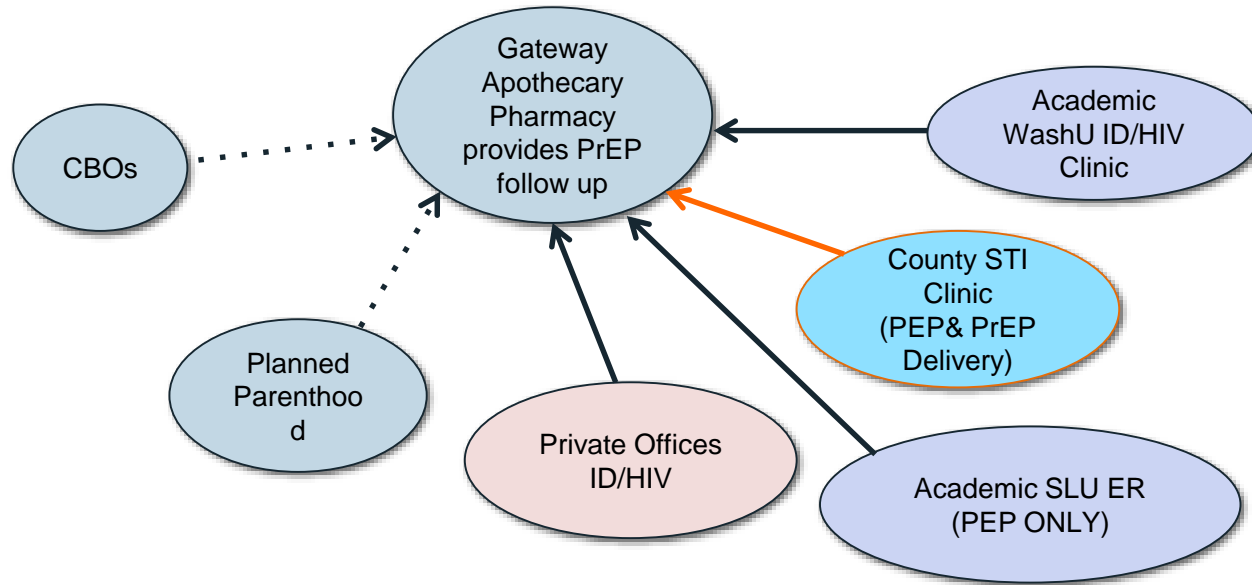 Gateway
Apothecary
Pharmacy
provides PrEP
follow up
CBOs
Academic
WashU ID/HIV
Clinic
County STI
Clinic
(PEP& PrEP
Delivery)
Planned
Parenthoo
d
Private Offices
ID/HIV
Academic SLU ER
(PEP ONLY)